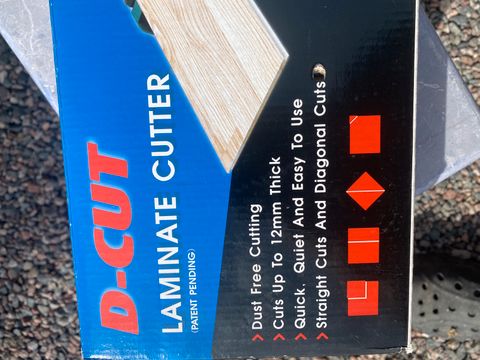 D-CUT
LAMINATE CUTTER
(PATENT PENDING)
> Dust Free Cutting
> Cuts Up To 12mm Thick
> Quick, Quiet And Easy To Use
> Straight Cuts And Diagonal Cuts